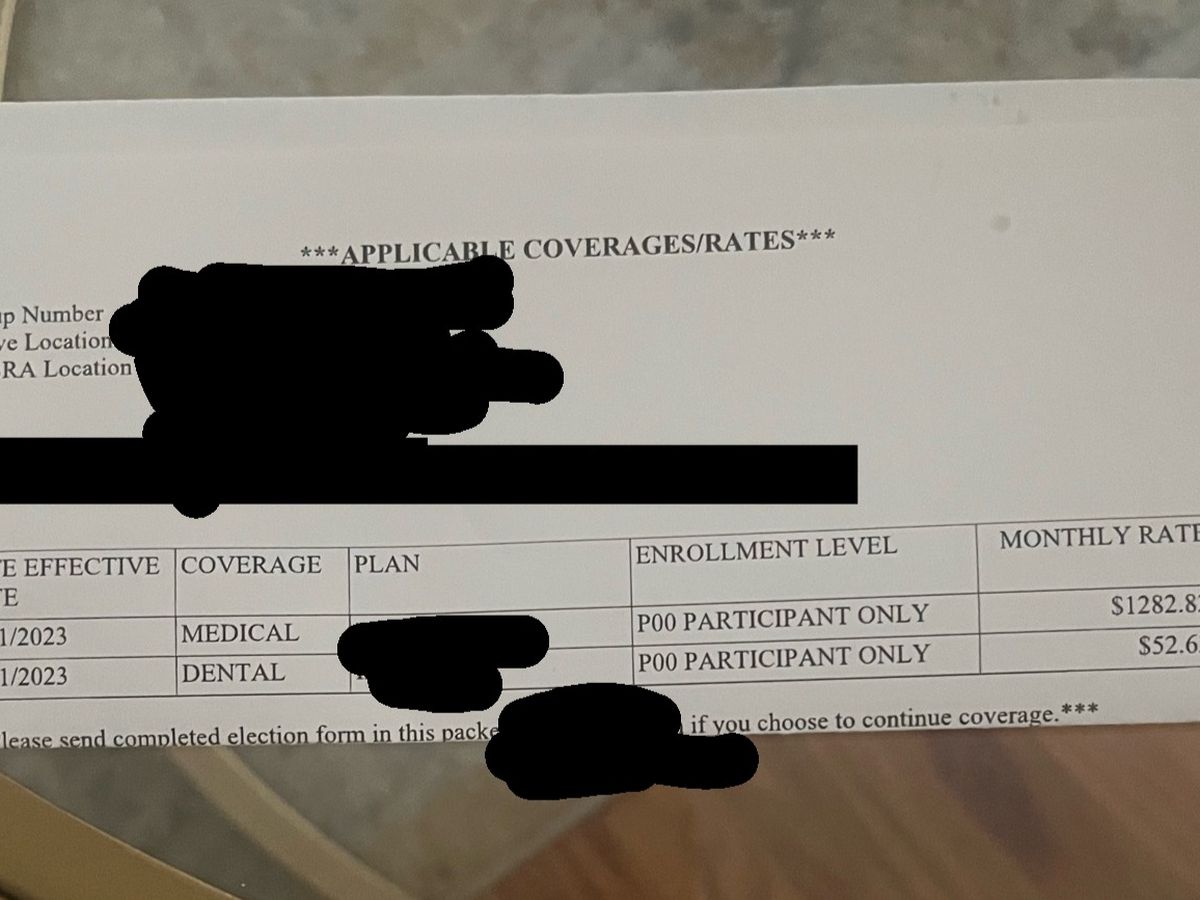 ***APPLICABLE COVERAGES/RATES***
up Number
ve Location
RA Location
E EFFECTIVE COVERAGE PLAN ENROLLMENT LEVEL MONTHLY RATE
E
1/2023 MEDICAL P00 PARTICIPANT ONLY $1282.8
1/2023 DENTAL P00 PARTICIPANT ONLY $52.6
lease send completed election form in this packe if you choose to continue coverage.***